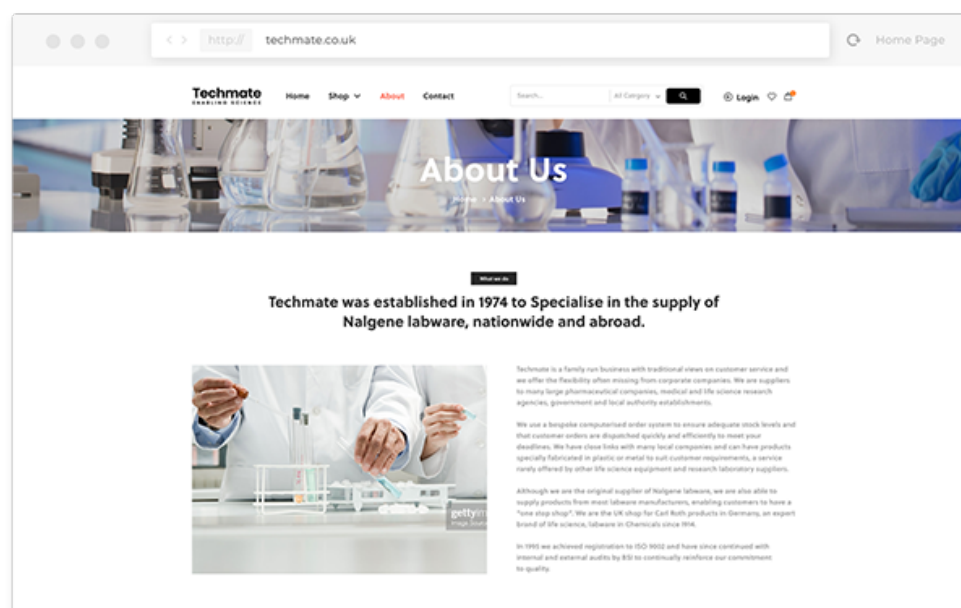 http:// techmate.co.uk Home Page
Techmate
ENABLING SCIENCE
Home Shop About Contact
Search... All Category
Login
About Us
Home > About Us
What we do
Techmate was established in 1974 to Specialise in the supply of
Nalgene labware, nationwide and abroad.
Techmate is a family run business with traditional views on customer service and
we offer the flexibility often missing from corporate companies. We are suppliers
to many large pharmaceutical companies, medical and life science research
agencies, government and local authority establishments.
We use a bespoke computerised order system to ensure adequate stock levels and
that customer orders are dispatched quickly and efficiently to meet your
deadlines. We have close links with many local companies and can have products
specially fabricated in plastic or metal to suit customer requirements, a service
rarely offered by other life science equipment and research laboratory suppliers.
Although we are the original supplier of Nalgene labware, we are also able to
supply products from most labware manufacturers, enabling customers to have a
"one stop shop". We are the UK shop for Carl Roth products in Germany, an expert
brand of life science, labware in Chemicals since 1914.
In 1995 we achieved registration to ISO 9002 and have since continued with
internal and external audits by BSI to continually reinforce our commitment
to quality.
gettyim
Image Sourc